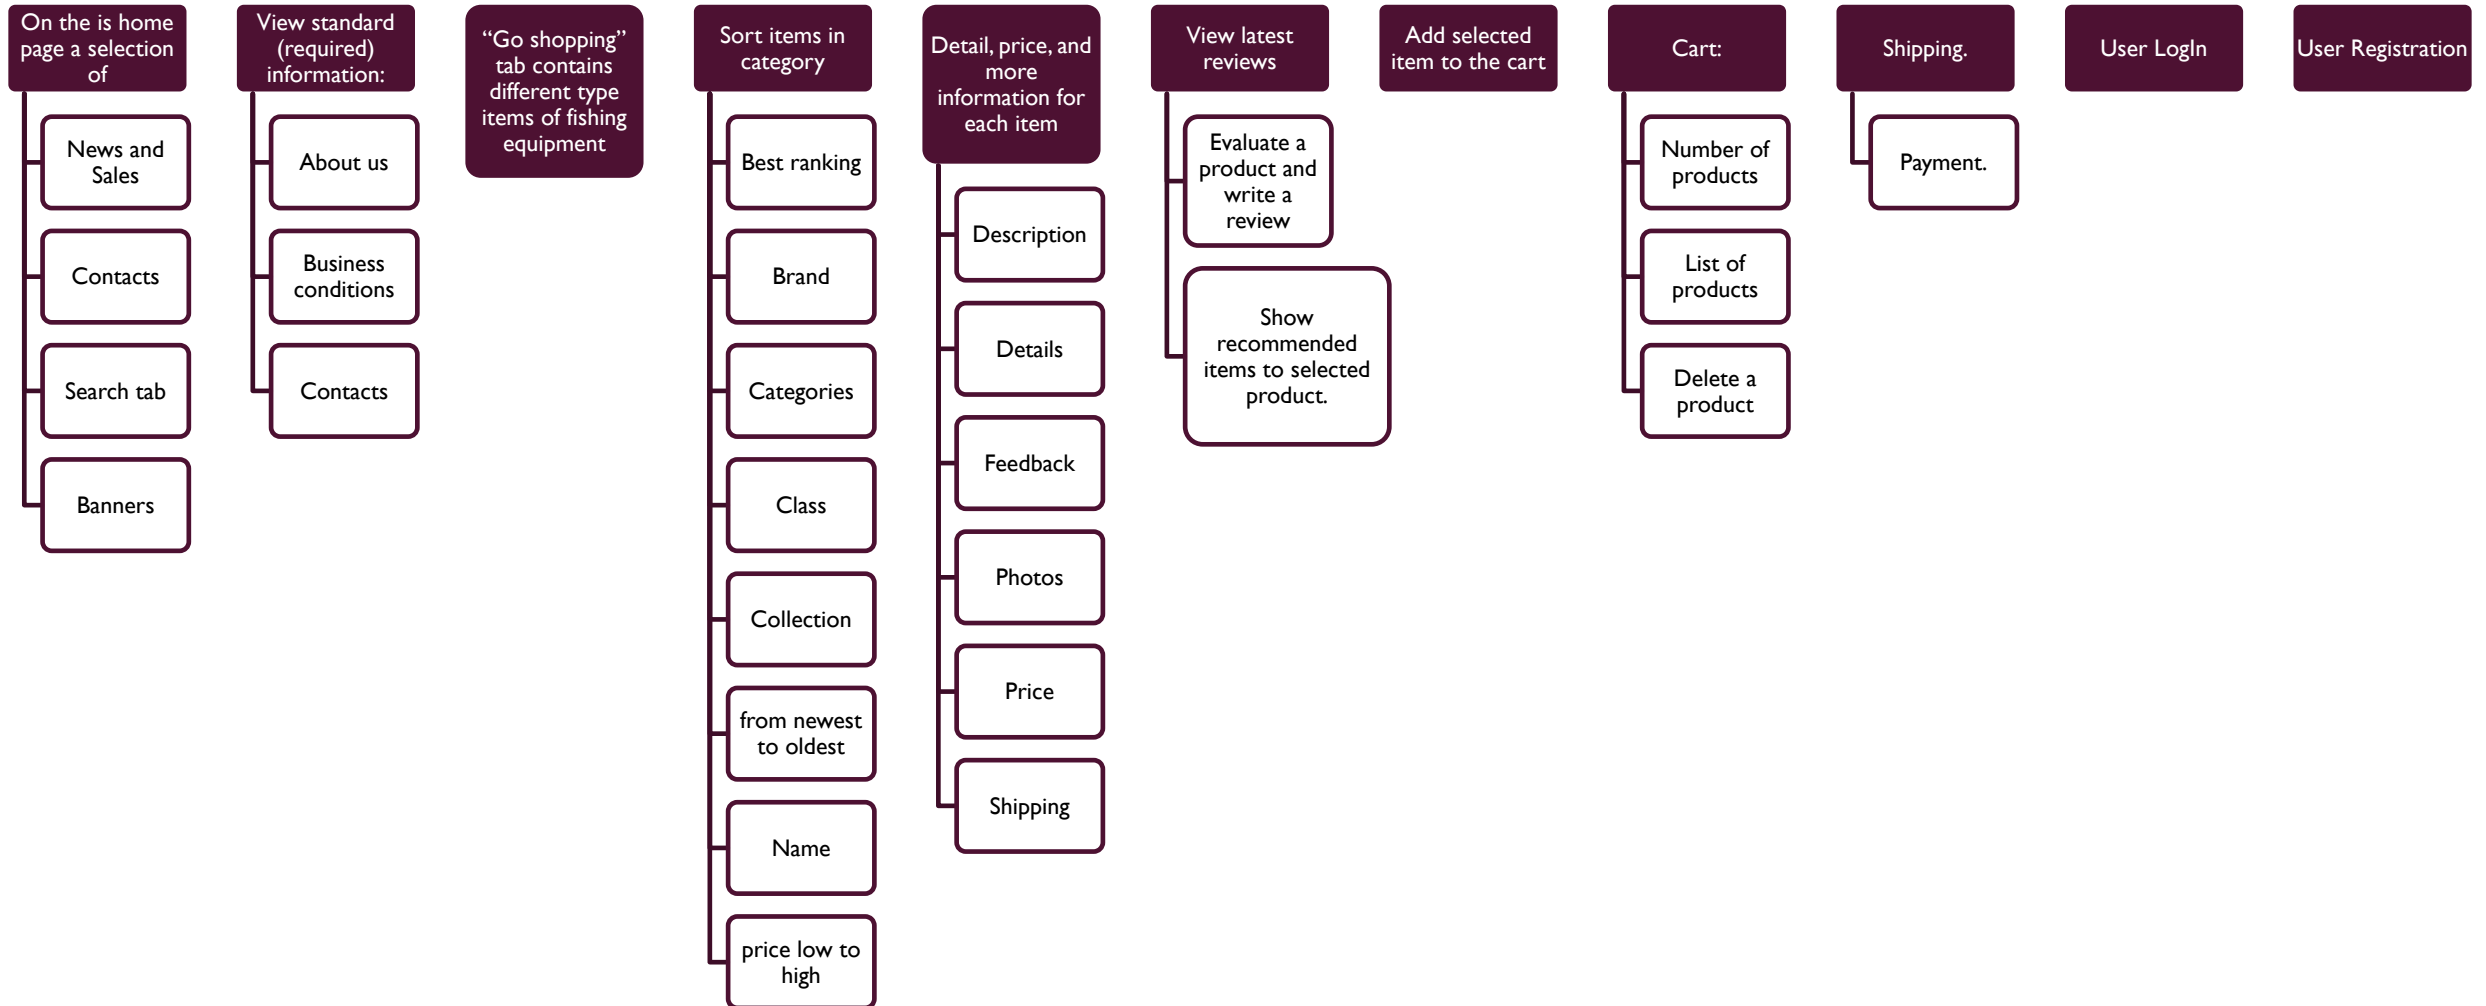 On the is home
page a selection
of
News and
Sales
Contacts
Search tab
Banners
View standard
(required)
information:
About us
Business
conditions
Contacts
“Go shopping”
tab contains
different type
items of fishing
equipment
Sort items in
category
Best ranking
Brand
Categories
Class
Collection
from newest
to oldest
Name
price low to
high
Detail, price, and
more
information for
each item
Description
Details
Feedback
Photos
Price
Shipping
View latest
reviews
Evaluate a
product and
write a
review
Show
recommended
items to selected
product.
Add selected
item to the cart
Cart:
Number of
products
List of
products
Delete a
product
Shipping.
Payment.
User LogIn
User Registration